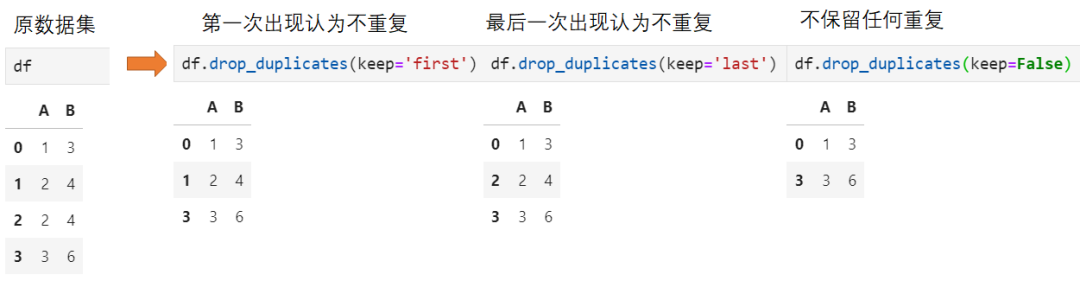 原数据集
df
A B
0 1 3
1 2 4
2 2 4
3 3 6
第一次出现认为不重复
df.drop_duplicates(keep='first')
A B
0 1 3
1 2 4
3 3 6
最后一次出现认为不重复
df.drop_duplicates(keep='last')
A B
0 1 3
2 2 4
3 3 6
不保留任何重复
df.drop_duplicates(keep=False)
A B
0 1 3
3 3 6